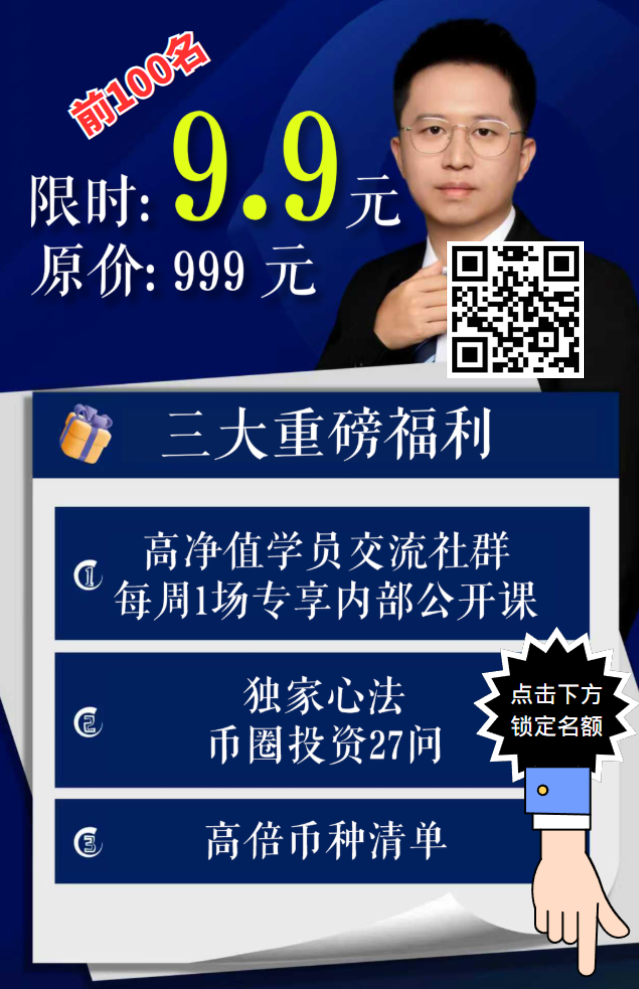 前100名
限时: 9.9元
原价: 999 元
三大重磅福利
1
高净值学员交流社群
每周1场专享内部公开课
2
独家心法
币圈投资27问
点击下方
锁定名额
3
高倍币种清单